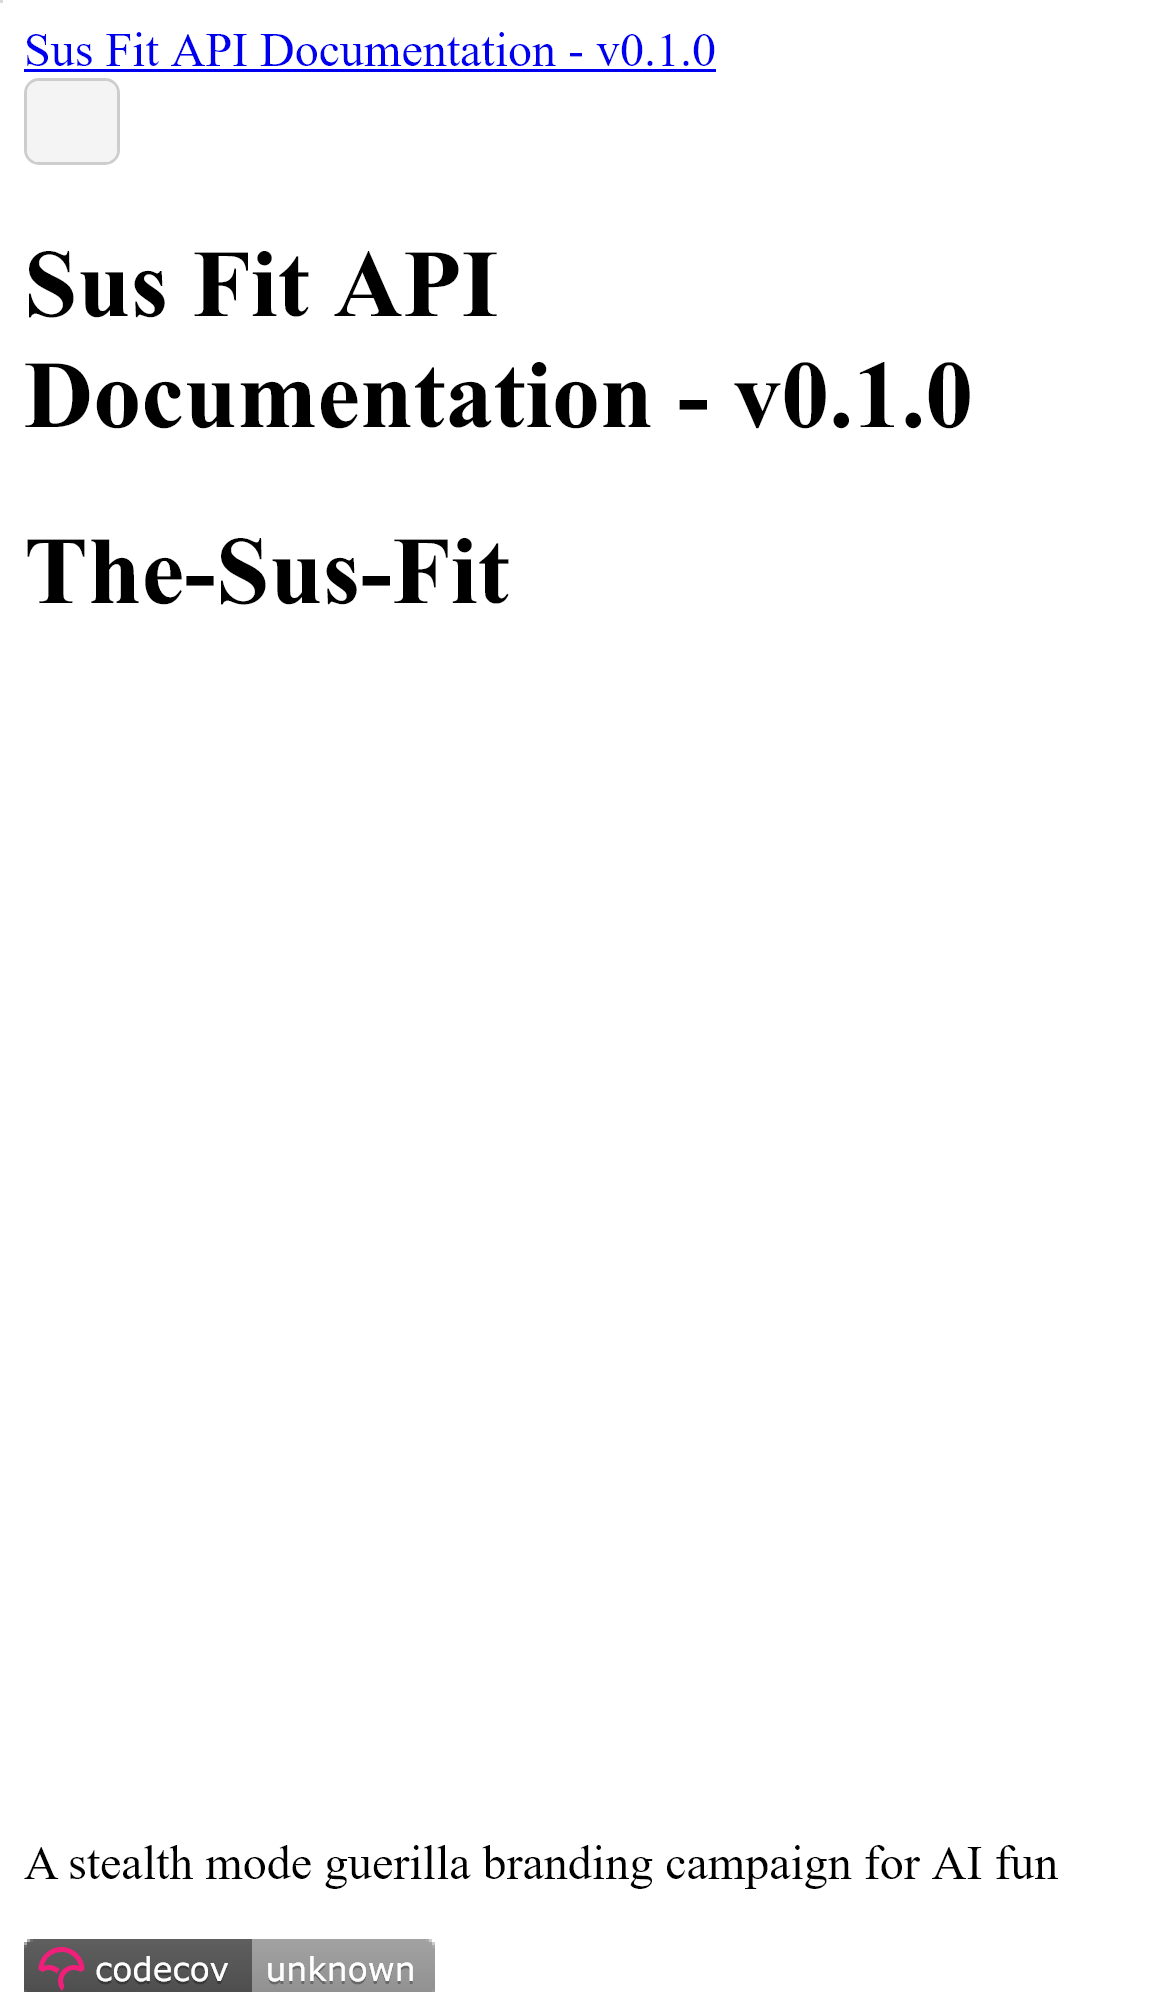 Sus Fit API Documentation - v0.1.0
Sus Fit API
Documentation - v0.1.0
The-Sus-Fit
A stealth mode guerilla branding campaign for AI fun
codecov unknown